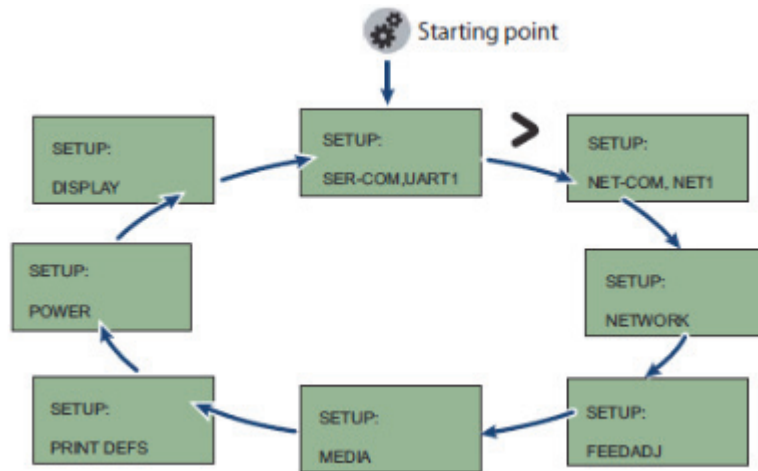 Starting point
SETUP:
SER-COM,UART1
>
SETUP:
NET-COM, NET1
SETUP:
NETWORK
SETUP:
FEEDADJ
SETUP:
MEDIA
SETUP:
PRINT DEFS
SETUP:
POWER
SETUP:
DISPLAY